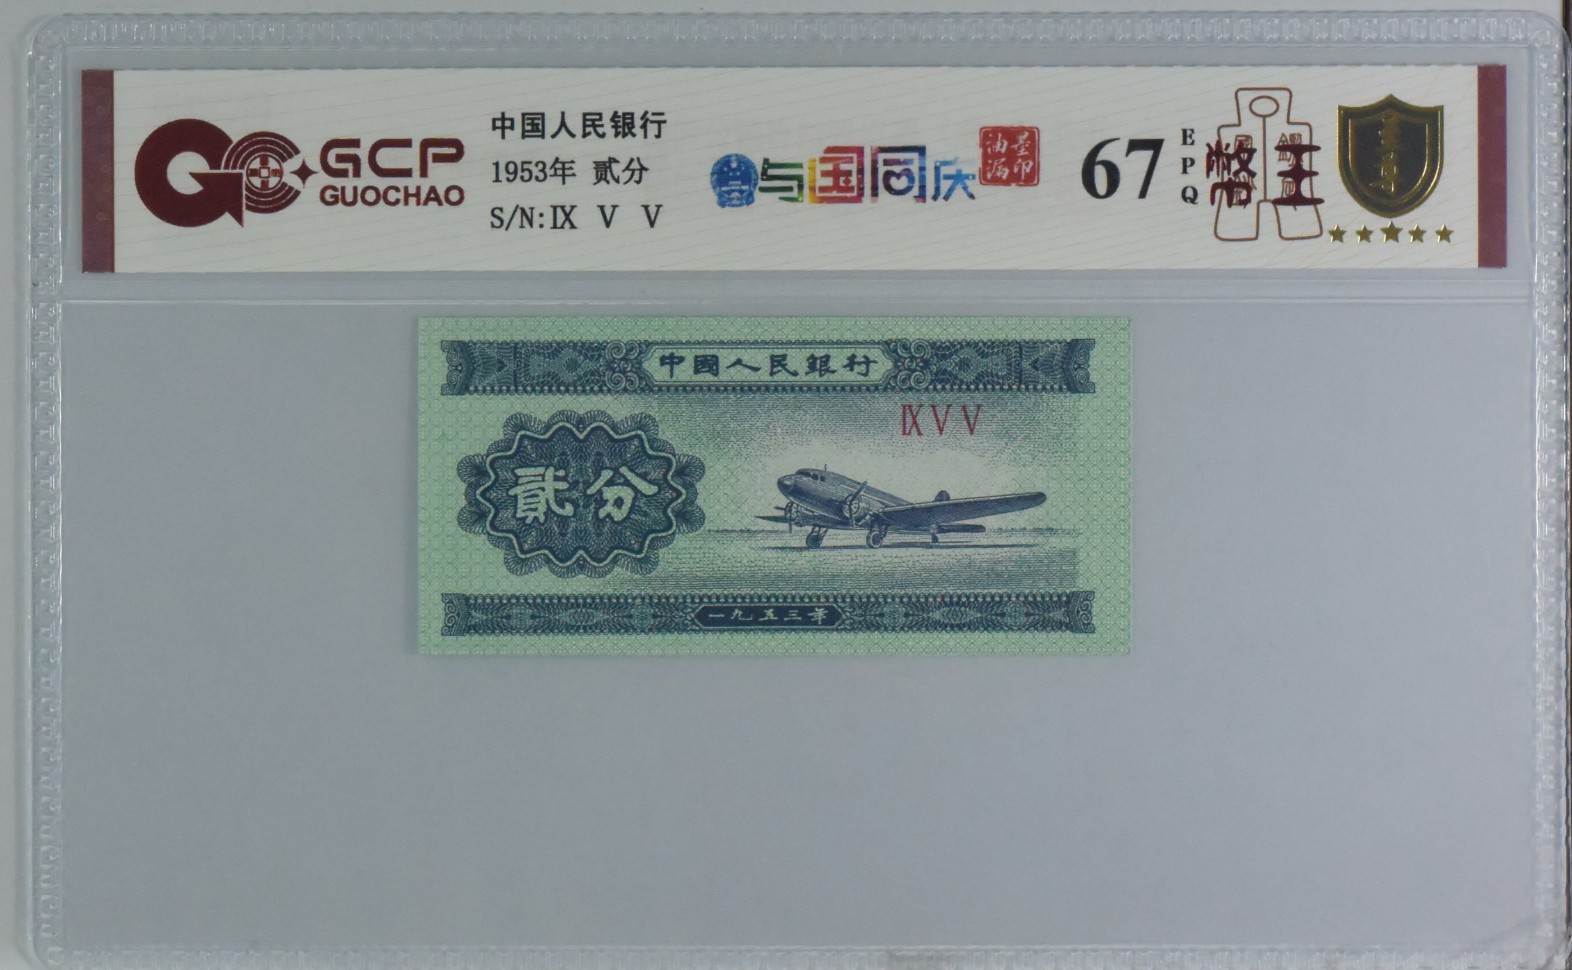 GCP
GUOCHAO
中国人民银行
1953年 贰分
S/N:Ⅸ Ⅴ Ⅴ
与国同庆
67
EPQ
中國人民銀行
Ⅸ Ⅴ Ⅴ
貳分
一九五三年